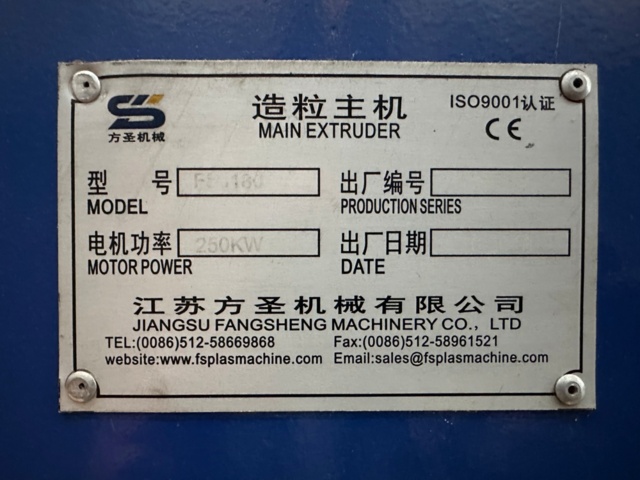 方圣机械
造粒主机
MAIN EXTRUDER
ISO9001认证
CE
型 号
MODEL
出厂编号
PRODUCTION SERIES
电机功率 250KW
MOTOR POWER
出厂日期
DATE
江苏方圣机械有限公司
JIANGSU FANGSHENG MACHINERY CO., LTD
TEL:(0086)512-58669868 Fax:(0086)512-58961521
website:www.fsplasmachine.com Email:sales@fsplasmachine.com